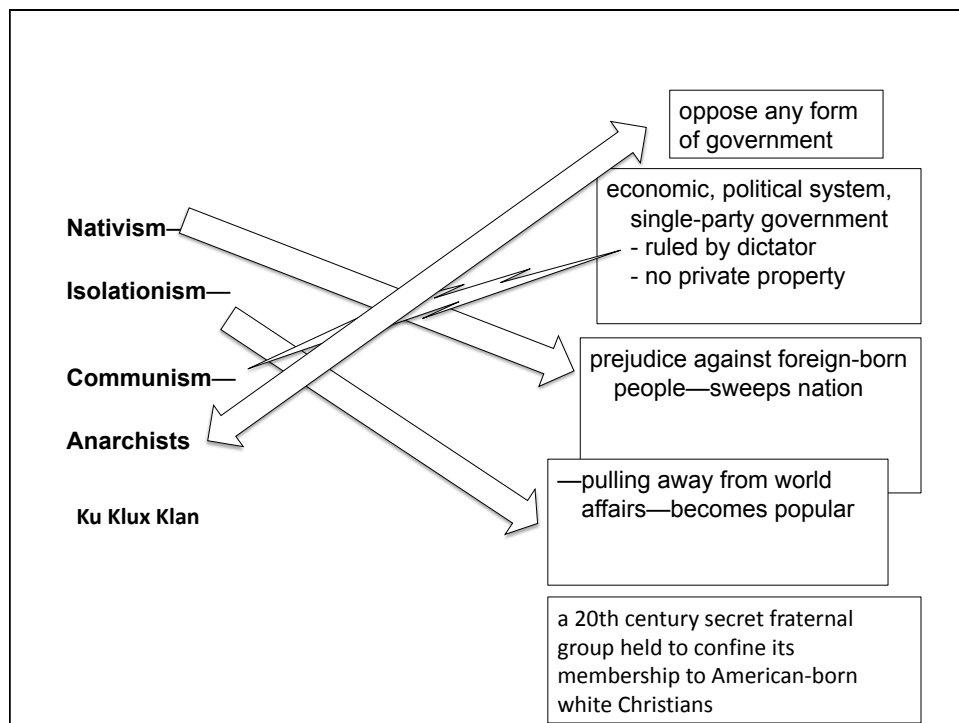 Nativism—
Isolationism—
Communism—
Anarchists
Ku Klux Klan
oppose any form
of government
economic, political system,
single-party government
- ruled by dictator
- no private property
prejudice against foreign-born
people—sweeps nation
—pulling away from world
affairs—becomes popular
a 20th century secret fraternal
group held to confine its
membership to American-born
white Christians